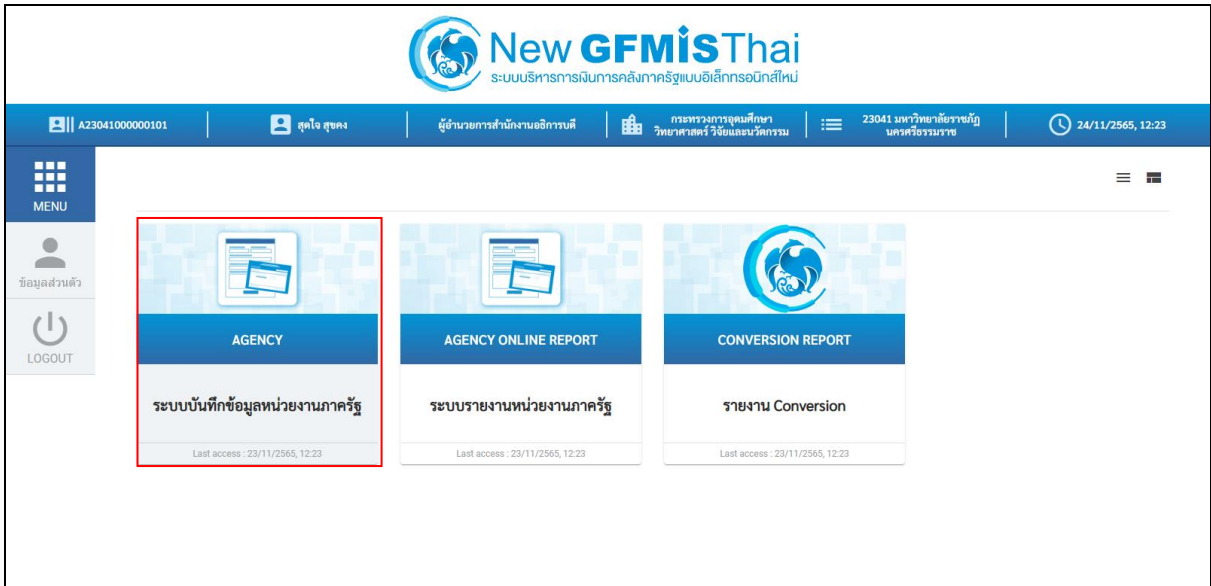 New GFMISThai
ระบบบริหารการเงินการคลังภาครัฐแบบอิเล็กทรอนิกส์ใหม่
A23041000000101
สุดใจ สุขคง
ผู้อำนวยการสำนักงานอธิการบดี
กระทรวงการอุดมศึกษา
วิทยาศาสตร์ วิจัยและนวัตกรรม
23041 มหาวิทยาลัยราชภัฏ
นครศรีธรรมราช
24/11/2565, 12:23
MENU
ข้อมูลส่วนตัว
LOGOUT
AGENCY
ระบบบันทึกข้อมูลหน่วยงานภาครัฐ
Last access : 23/11/2565, 12:23
AGENCY ONLINE REPORT
ระบบรายงานหน่วยงานภาครัฐ
Last access : 23/11/2565, 12:23
CONVERSION REPORT
รายงาน Conversion
Last access : 23/11/2565, 12:23